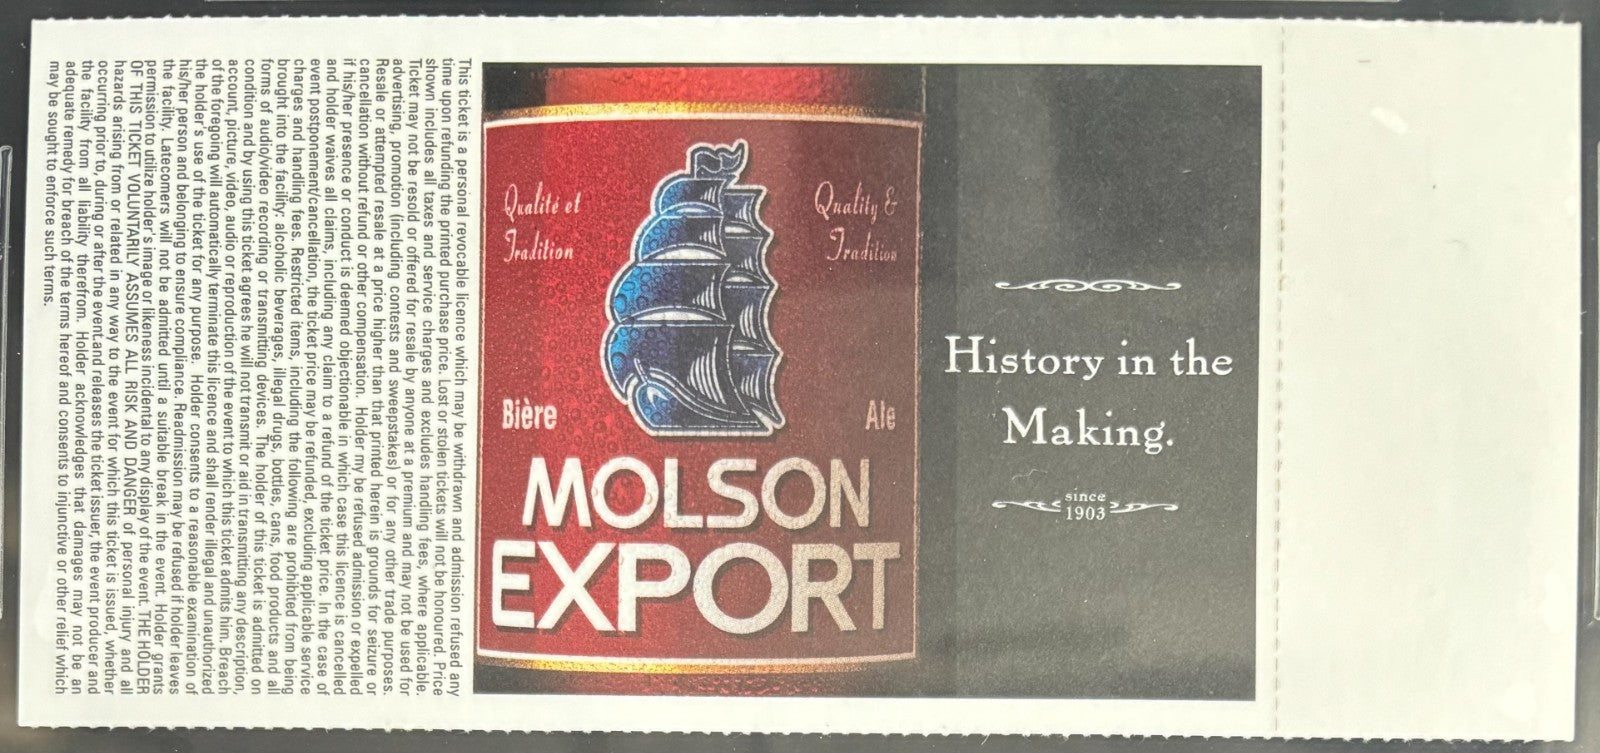 This ticket is a personal revocable licence which may be withdrawn and admission refused any
time upon refunding the printed purchase price. Lost or stolen tickets will not be honoured. Price
shown includes all taxes and service charges and excludes handling fees, where applicable.
Ticket may not be resold or offered for resale by anyone at a premium and may not be used for
advertising, promotion (including contests and sweepstakes) or for any other trade purposes.
Resale or attempted resale at a price higher than that printed herein is grounds for seizure or
cancellation without refund or other compensation. Holder my be refused admission or expelled
if his/her presence or conduct is deemed objectionable in which case this licence is cancelled
and holder waives all claims, including any claim to a refund of the ticket price. In the case of
event postponement/cancellation, the ticket price may be refunded, excluding applicable service
charges and handling fees. Restricted items, including the following are prohibited from being
brought into the facility: alcoholic beverages, illegal drugs, bottles, cans, food products and all
forms of audio/video recording or transmitting devices. The holder of this ticket is admitted on
condition and by using this ticket agrees he will not transmit or aid in transmitting any description,
account, picture, video, audio or reproduction of the event to which this ticket admits him. Breach
of the foregoing will automatically terminate this licence and shall render illegal and unauthorized
the holder's use of the ticket for any purpose. Holder consents to a reasonable examination of
his/her person and belonging to ensure compliance. Readmission may be refused if holder leaves
the facility. Latecomers will not be admitted until a suitable break in the event. Holder grants
permission to utilize holder's image or likeness incidental to any display of the event. THE HOLDER
OF THIS TICKET VOLUNTARILY ASSUMES ALL RISK AND DANGER of personal injury and all
hazards arising from or related in any way to the event for which this ticket is issued, whether
occurring prior to, during or after the event and releases the ticket issuer, the event producer and
the facility from all liability therefrom. Holder acknowledges that damages may not be an
adequate remedy for breach of the terms hereof and consents to injunctive or other relief which
may be sought to enforce such terms.
Qualité et
Tradition
Quality &
Tradition
Bière
Ale
MOLSON
EXPORT
History in the
Making.
since
1903